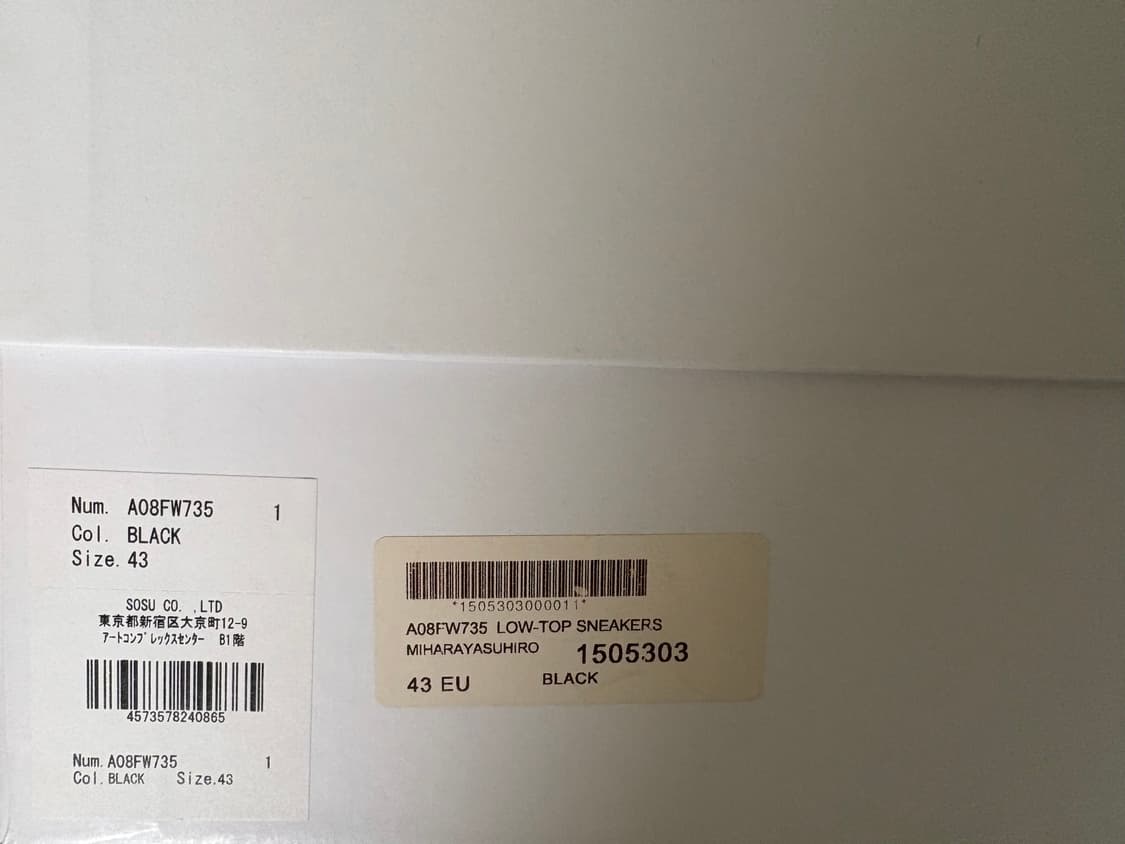 Num. A08FW735 1
Col. BLACK
Size. 43
SOSU CO. ,LTD
東京都新宿区大京町12-9
ｱｰﾄｺﾝﾌﾟﾚｯｸｽｾﾝﾀｰ B1階
4573578240865
Num. A08FW735 1
Col. BLACK Size. 43
*1505303000011*
A08FW735 LOW-TOP SNEAKERS
MIHARAYASUHIRO 1505303
43 EU BLACK